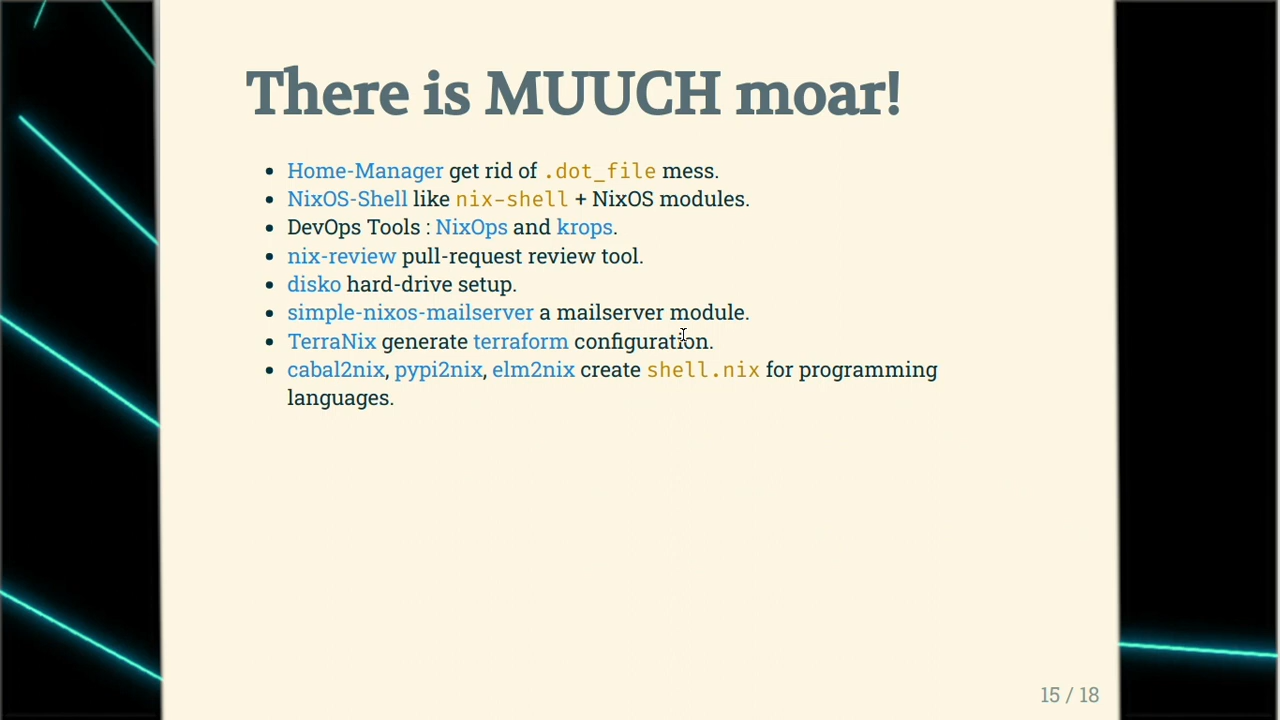 There is MUUCH moar!
Home-Manager get rid of .dot_file mess.
NixOS-Shell like nix-shell + NixOS modules.
DevOps Tools : NixOps and krops.
nix-review pull-request review tool.
disko hard-drive setup.
simple-nixos-mailserver a mailserver module.
TerraNix generate terraform configuration.
cabal2nix, pypi2nix, elm2nix create shell.nix for programming
languages.
15 / 18